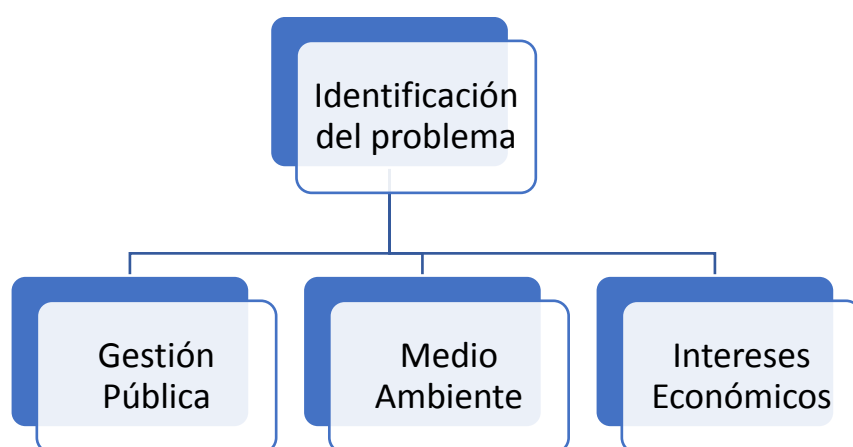 Identificación
del problema
Gestión
Pública
Medio
Ambiente
Intereses
Económicos